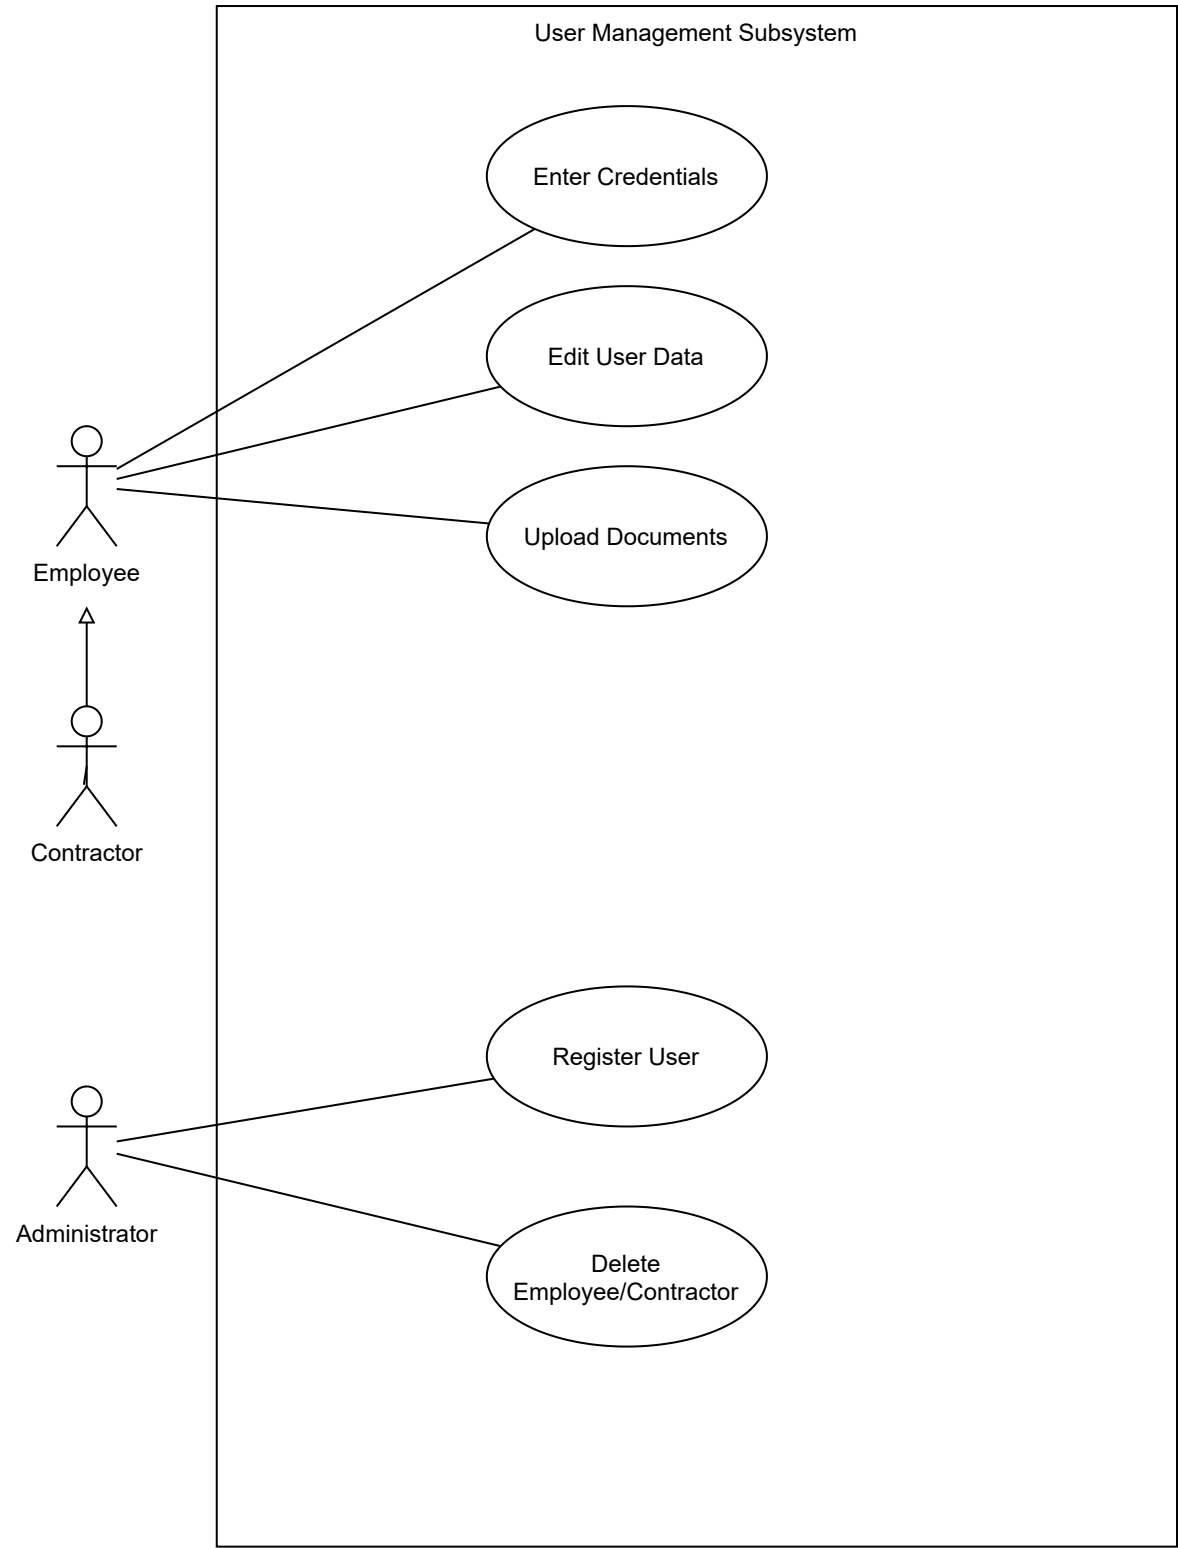 User Management Subsystem
Enter Credentials
Edit User Data
Upload Documents
Employee
Contractor
Register User
Administrator
Delete
Employee/Contractor